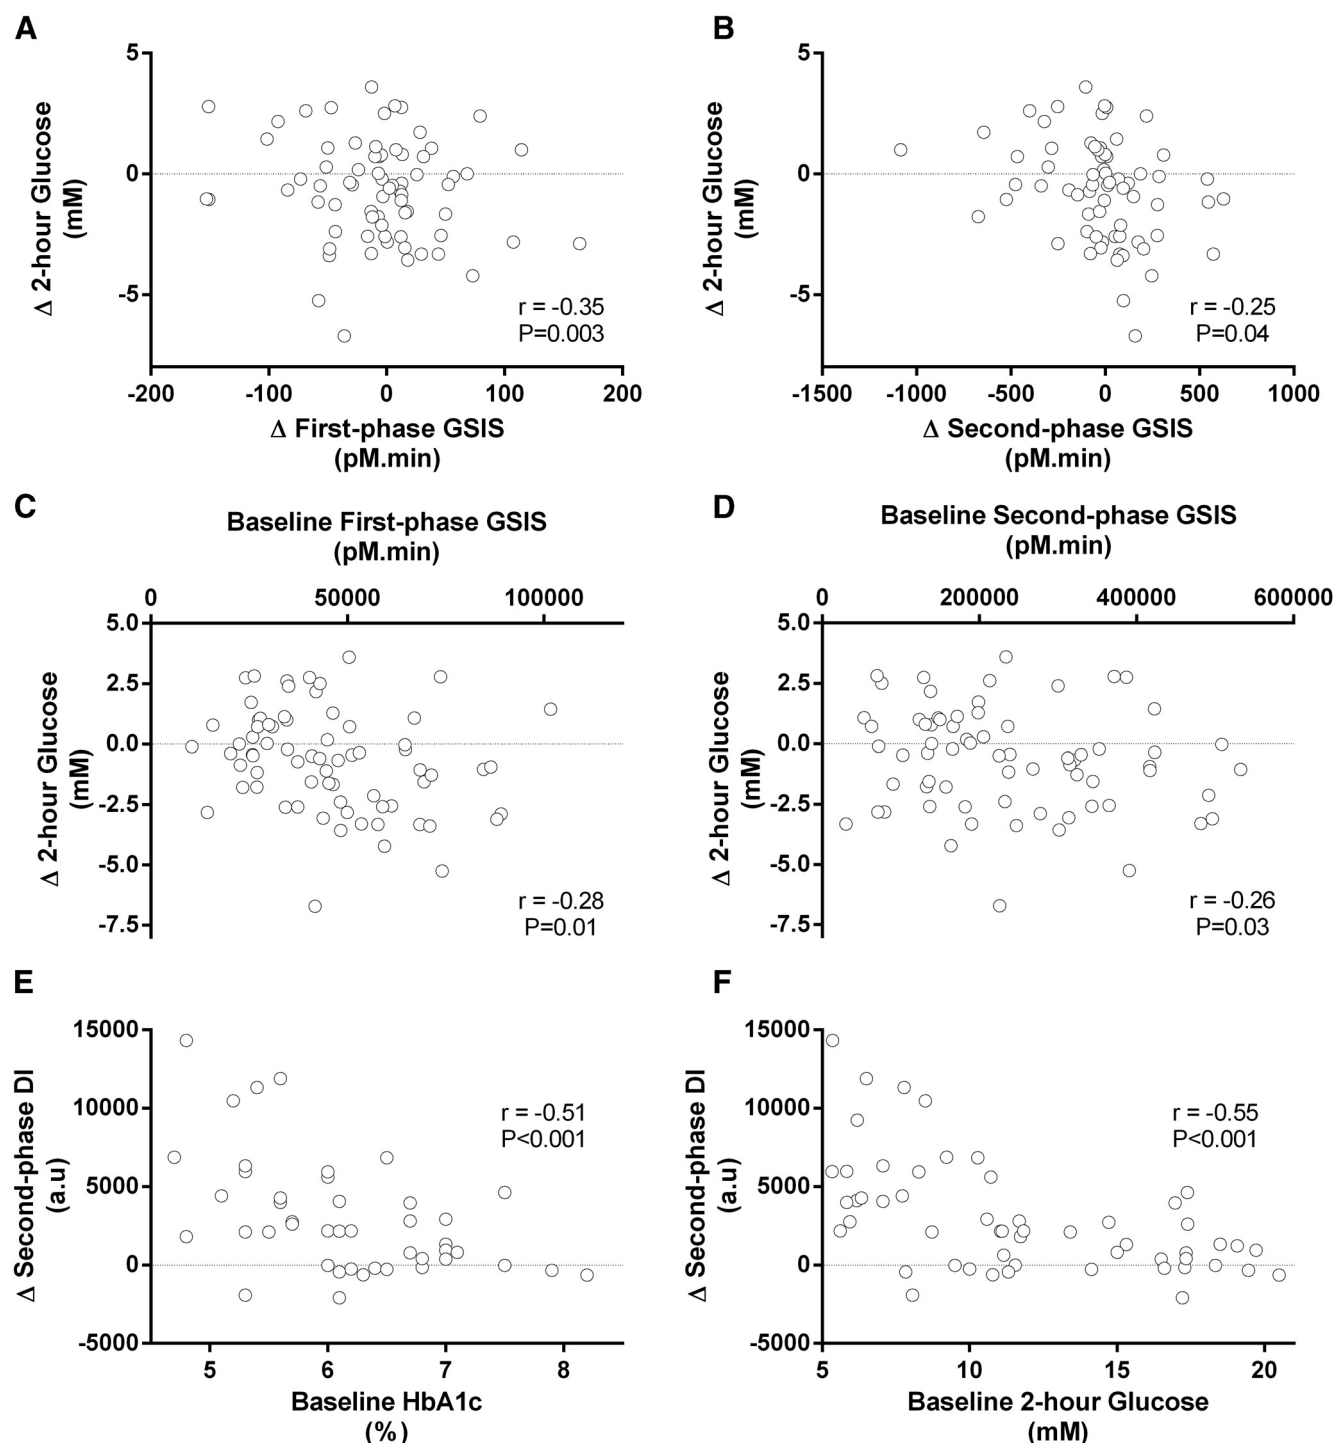 A
5
0
-5
Δ 2-hour Glucose
(mM)
r = -0.35
P=0.003
-200
-100
0
100
200
Δ First-phase GSIS
(pM.min)
B
5
0
-5
Δ 2-hour Glucose
(mM)
r = -0.25
P=0.04
-1500
-1000
-500
0
500
1000
Δ Second-phase GSIS
(pM.min)
C
Baseline First-phase GSIS
(pM.min)
0
50000
100000
5.0
2.5
0.0
-2.5
-5.0
-7.5
Δ 2-hour Glucose
(mM)
r = -0.28
P=0.01
D
Baseline Second-phase GSIS
(pM.min)
0
200000
400000
600000
5.0
2.5
0.0
-2.5
-5.0
-7.5
Δ 2-hour Glucose
(mM)
r = -0.26
P=0.03
E
15000
10000
5000
0
-5000
Δ Second-phase DI
(a.u)
r = -0.51
P<0.001
5
6
7
8
Baseline HbA1c
(%)
F
15000
10000
5000
0
-5000
Δ Second-phase DI
(a.u)
r = -0.55
P<0.001
5
10
15
20
Baseline 2-hour Glucose
(mM)